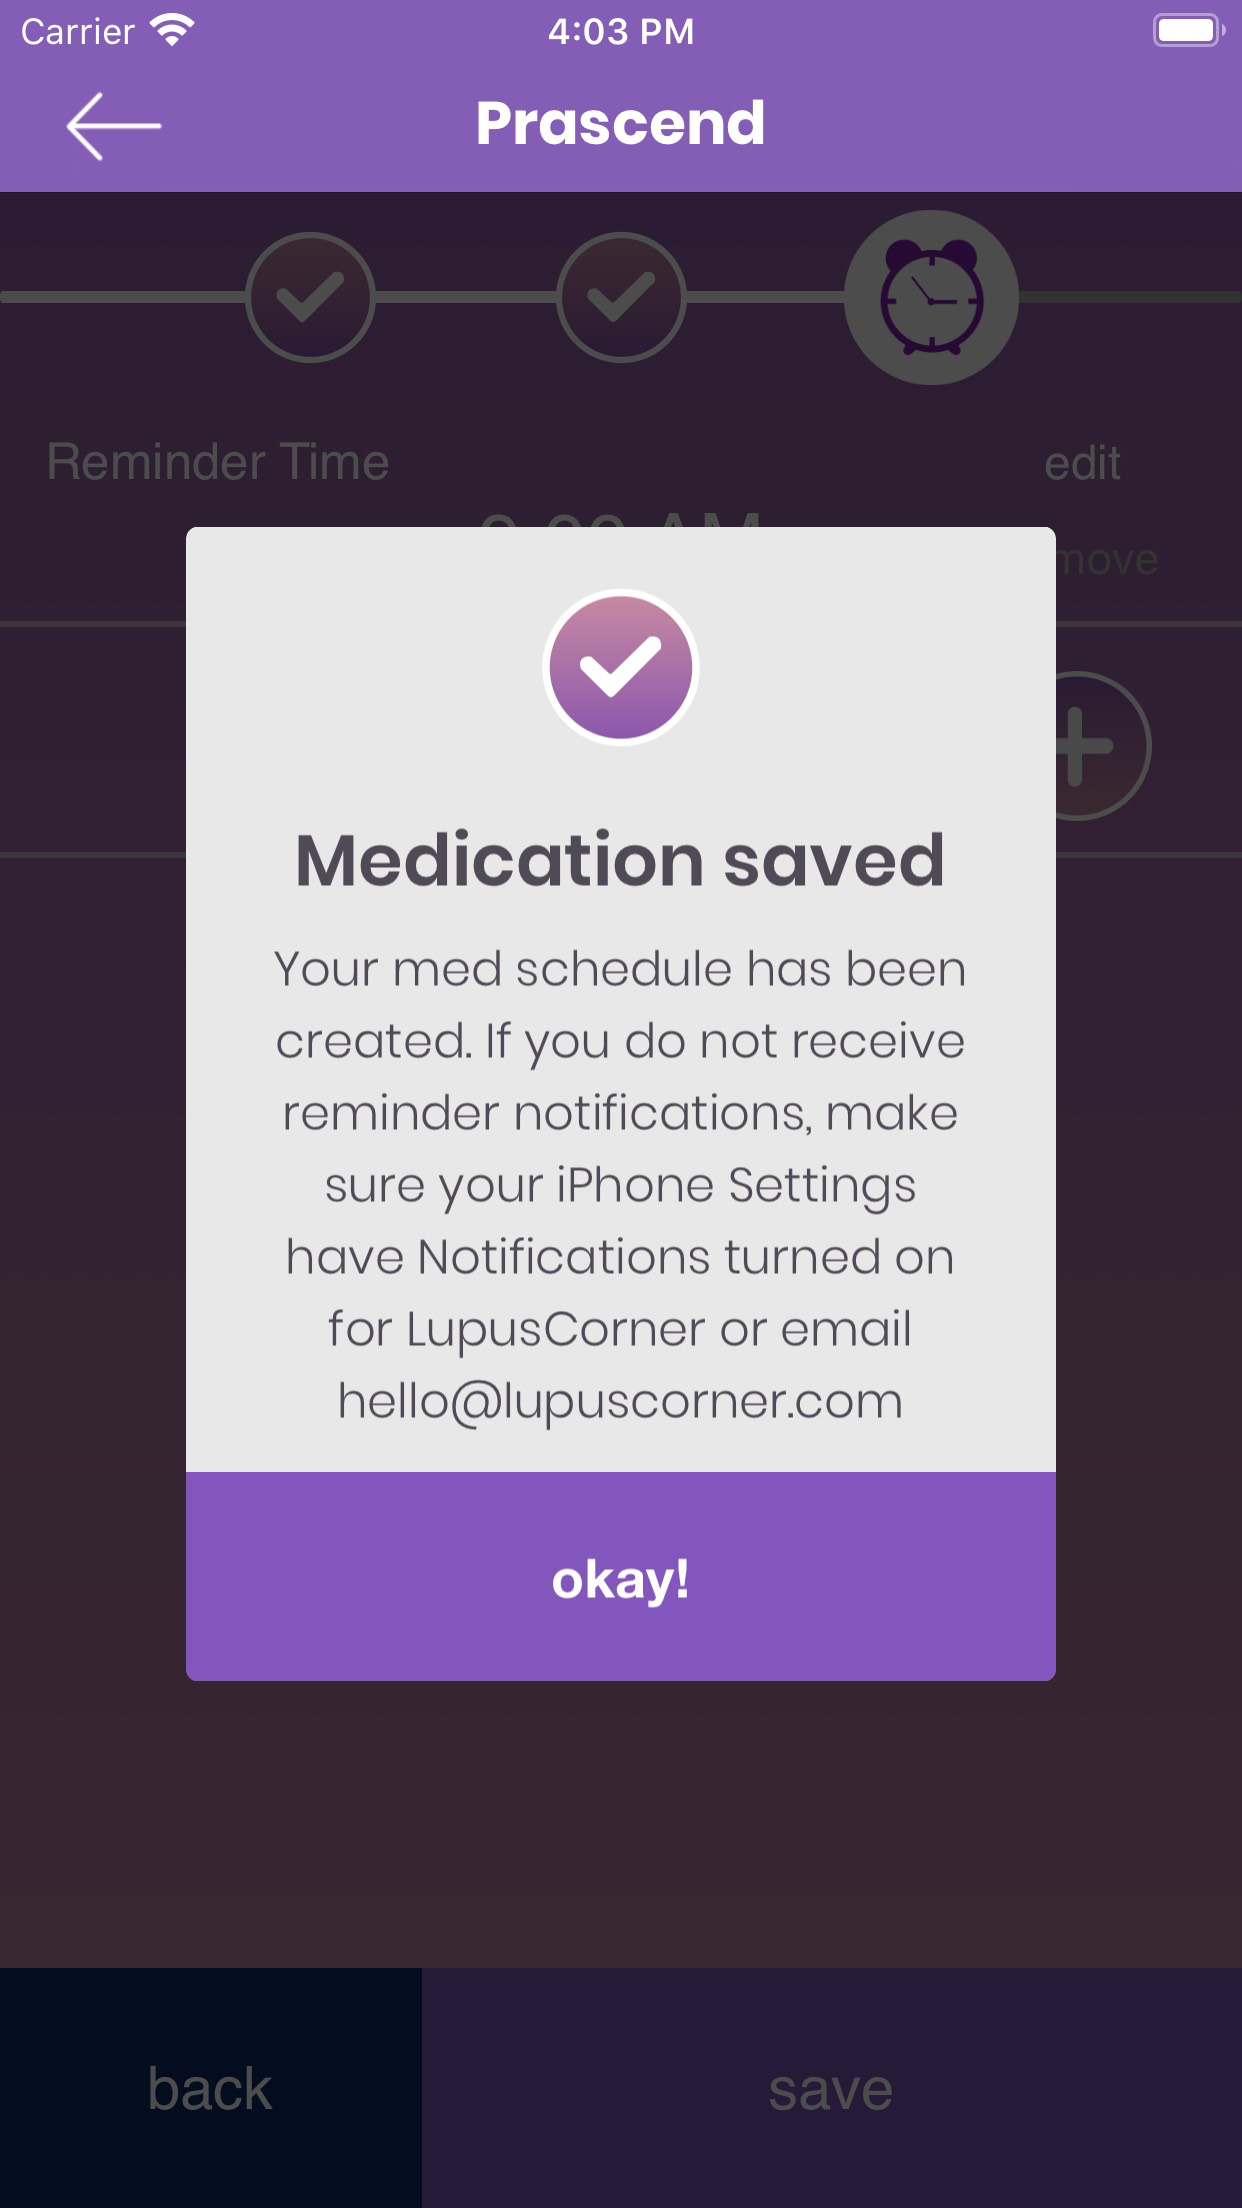 Carrier
4:03 PM
Prascend
Reminder Time
edit
AM
move
Medication saved
Your med schedule has been
created. If you do not receive
reminder notifications, make
sure your iPhone Settings
have Notifications turned on
for LupusCorner or email
hello@lupuscorner.com
okay!
back
save